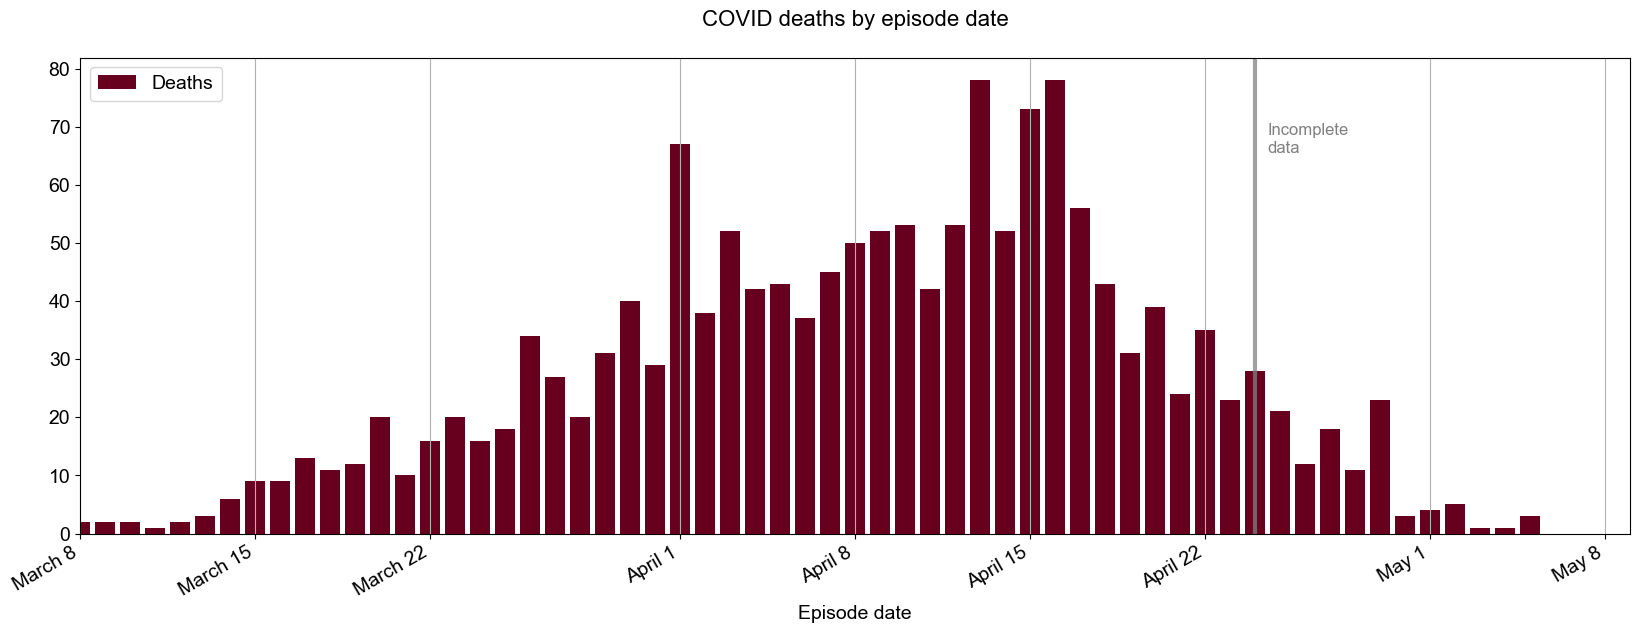 COVID deaths by episode date
80
70
60
50
40
30
20
10
0
Deaths
Incomplete
data
March 8
March 15
March 22
April 1
April 8
April 15
April 22
May 1
May 8
Episode date